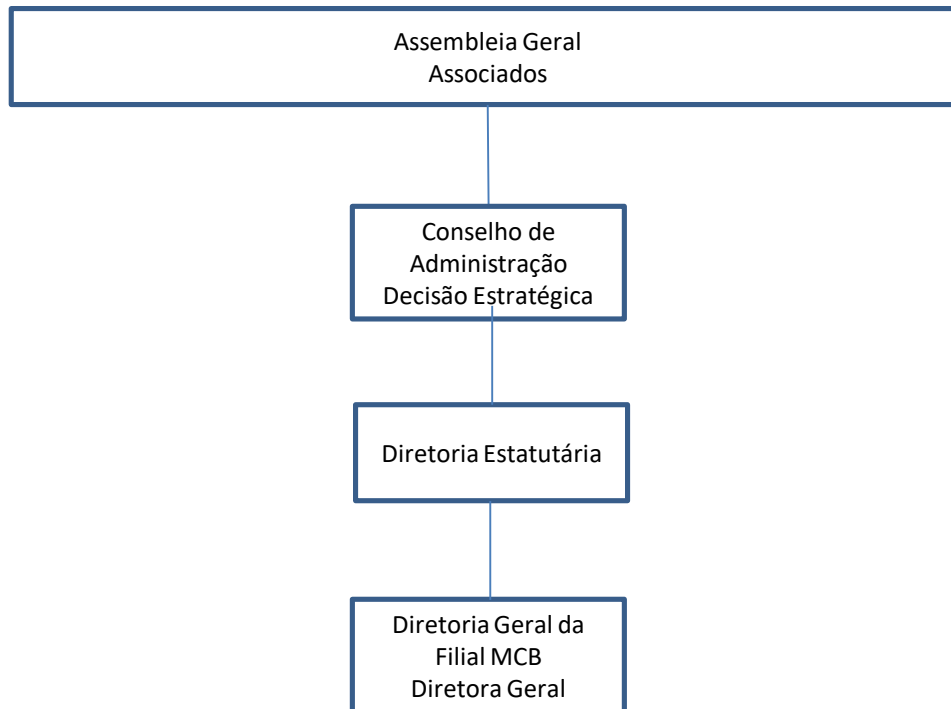 Assembleia Geral
Associados
Conselho de
Administração
Decisão Estratégica
Diretoria Estatutária
Diretoria Geral da
Filial MCB
Diretora Geral